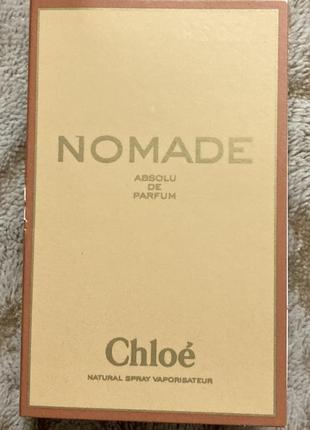 NOMADE
ABSOLU
DE
PARFUM
Chloé
NATURAL SPRAY VAPORISATEUR